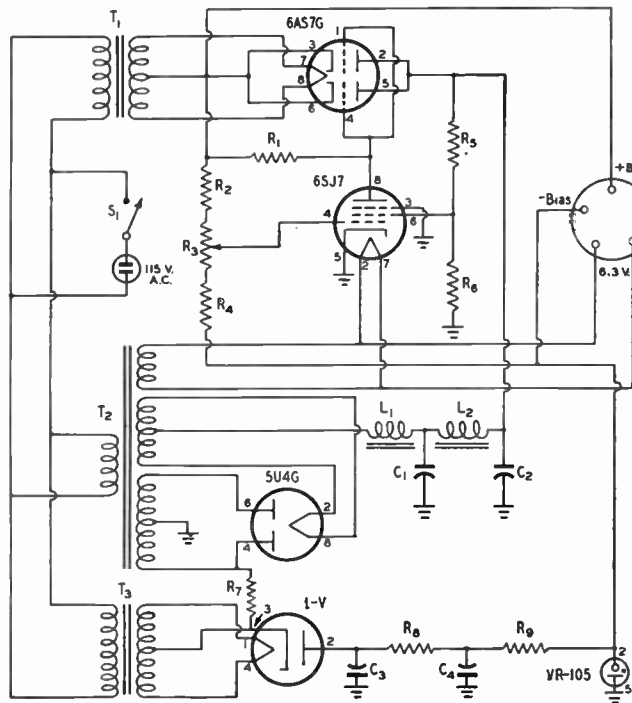 T1
6AS7G
1
3
7
8
6
2
5
4
R1
R2
R3
R4
6SJ7
8
4
3
6
5
2
7
R5
R6
+B
-Bias
6.3 V.
S1
115 V.
A.C.
T2
L1
L2
C1
C2
5U4G
6
4
2
8
R7
T3
1-V
3
1
4
2
R8
R9
C3
C4
2
VR-105
5